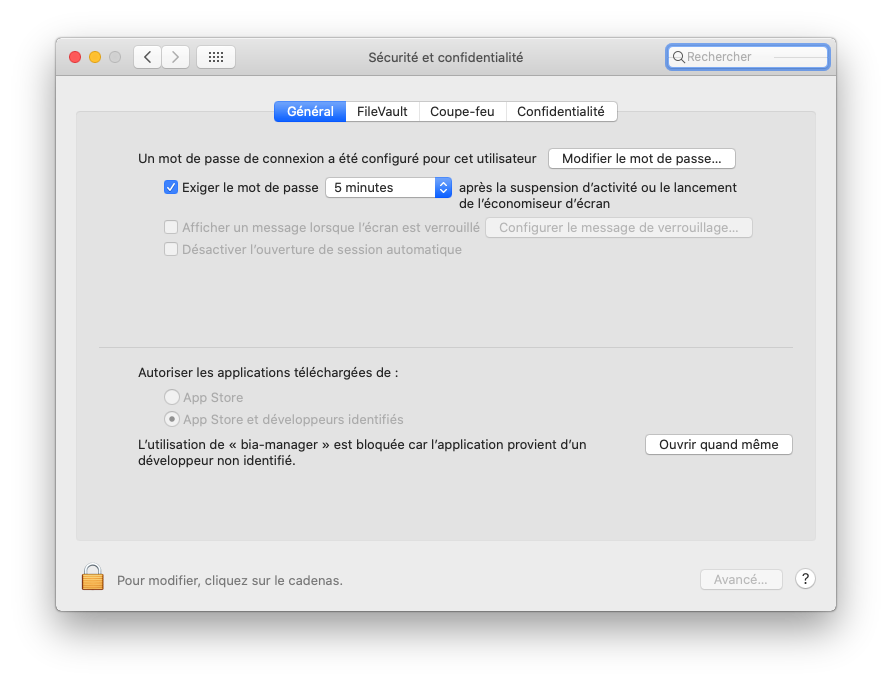 Sécurité et confidentialité
Rechercher
Général FileVault Coupe-feu Confidentialité
Un mot de passe de connexion a été configuré pour cet utilisateur Modifier le mot de passe...
Exiger le mot de passe 5 minutes après la suspension d’activité ou le lancement
de l’économiseur d’écran
Afficher un message lorsque l’écran est verrouillé Configurer le message de verrouillage...
Désactiver l’ouverture de session automatique
Autoriser les applications téléchargées de :
App Store
App Store et développeurs identifiés
L’utilisation de « bia-manager » est bloquée car l’application provient d’un
développeur non identifié.
Ouvrir quand même
Pour modifier, cliquez sur le cadenas.
Avancé... ?